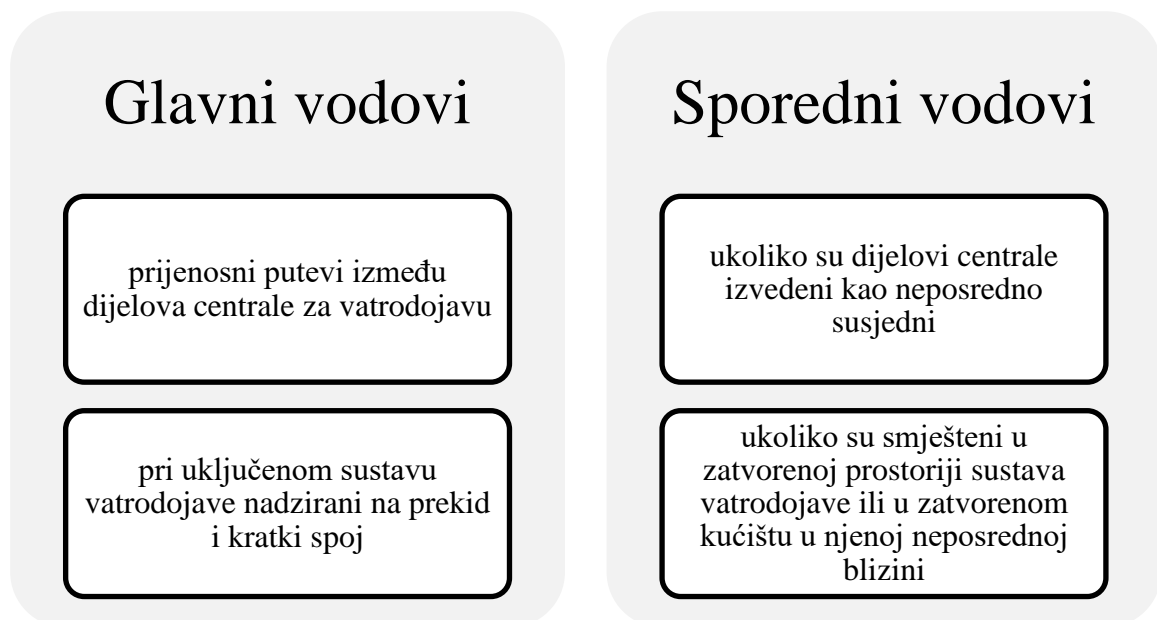 Glavni vodovi
prijenosni putevi između
dijelova centrale za vatrodojavu
pri uključenom sustavu
vatrodojave nadzirani na prekid
i kratki spoj
Sporedni vodovi
ukoliko su dijelovi centrale
izvedeni kao neposredno
susjedni
ukoliko su smješteni u
zatvorenoj prostoriji sustava
vatrodojave ili u zatvorenom
kućištu u njenoj neposrednoj
blizini